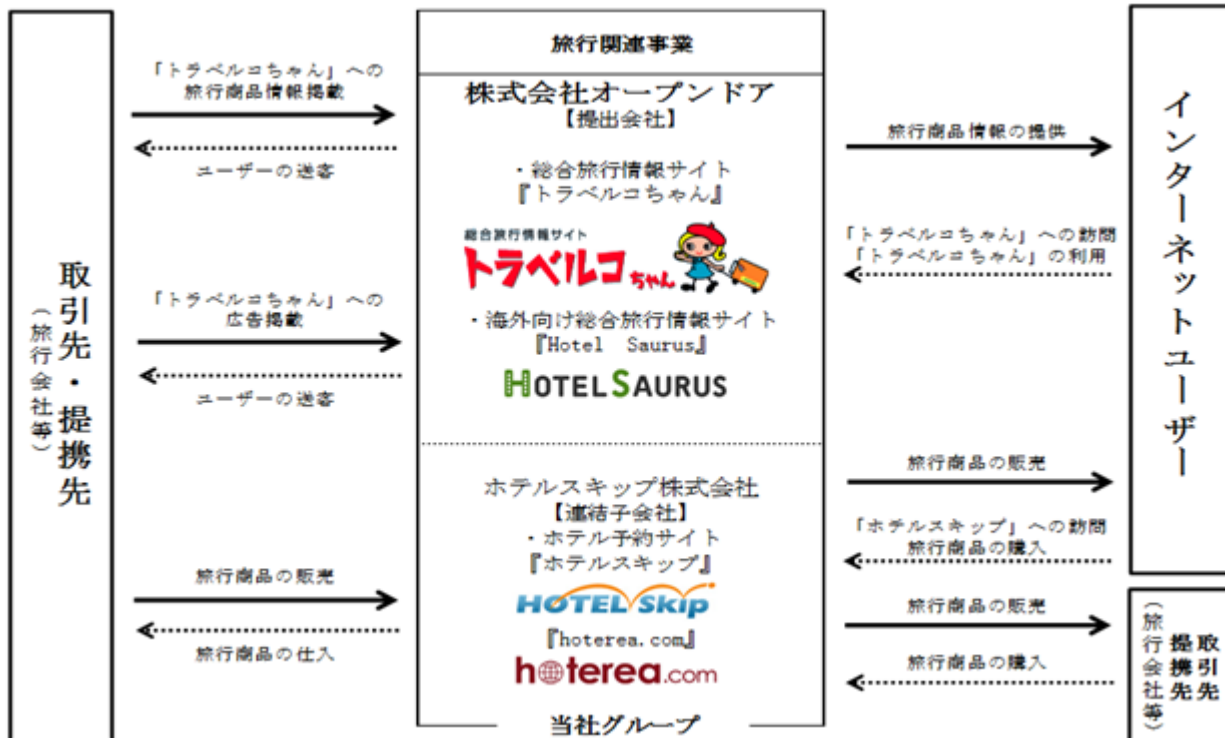 取引先・提携先
（旅行会社等）
「トラベルコちゃん」への
旅行商品情報掲載
ユーザーの送客
「トラベルコちゃん」への
広告掲載
ユーザーの送客
旅行商品の販売
旅行商品の仕入
旅行関連事業
株式会社オープンドア
【提出会社】
・総合旅行情報サイト
『トラベルコちゃん』
総合旅行情報サイト
トラベルコちゃん
・海外向け総合旅行情報サイト
『Hotel Saurus』
HOTELSAURUS
ホテルスキップ株式会社
【連結子会社】
・ホテル予約サイト
『ホテルスキップ』
HOTEL Skip
『hoterea.com』
hoterea.com
当社グループ
旅行商品情報の提供
「トラベルコちゃん」への訪問
「トラベルコちゃん」の利用
旅行商品の販売
「ホテルスキップ」への訪問
旅行商品の購入
旅行商品の販売
旅行商品の購入
インターネットユーザー
取引先
提携先
（旅行会社等）